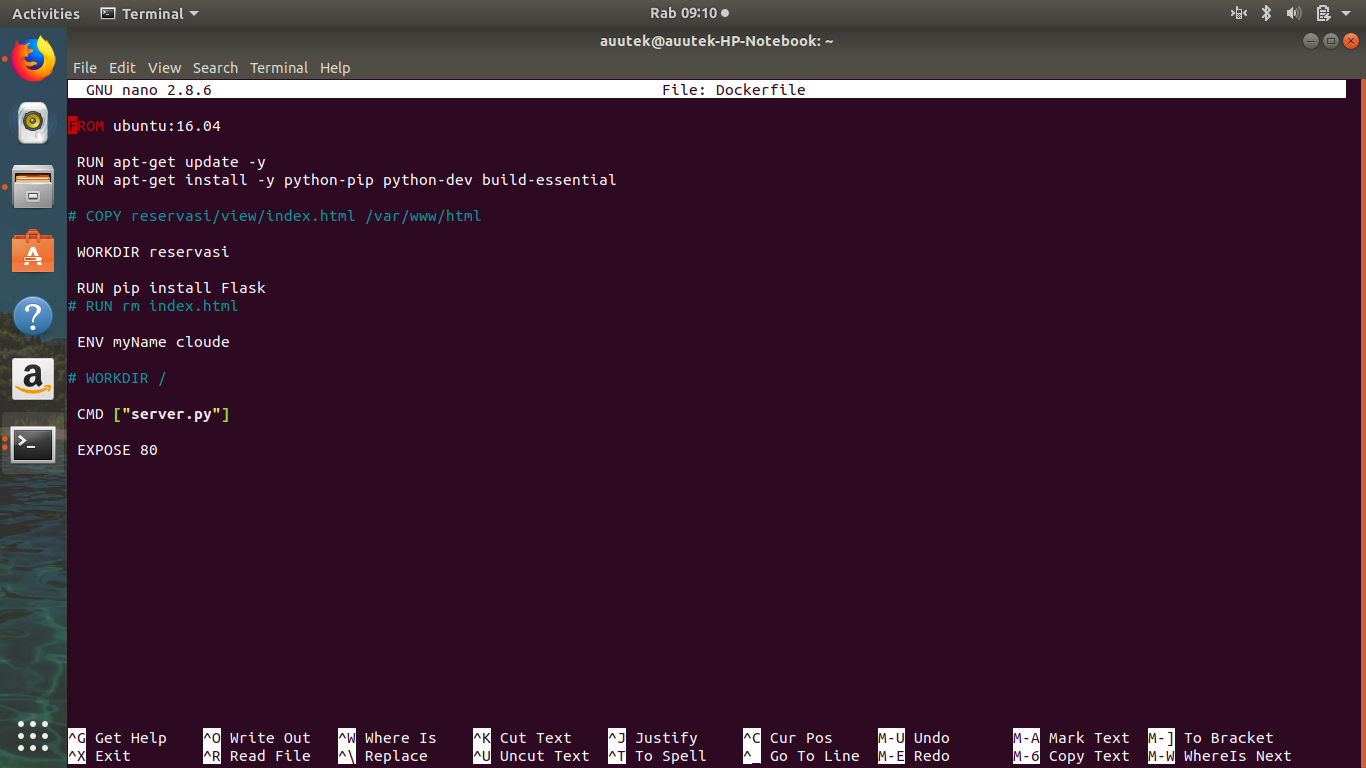 Activities Terminal Rab 09:10
auutek@auutek-HP-Notebook: ~
File Edit View Search Terminal Help
GNU nano 2.8.6 File: Dockerfile
FROM ubuntu:16.04
RUN apt-get update -y
RUN apt-get install -y python-pip python-dev build-essential
# COPY reservasi/view/index.html /var/www/html
WORKDIR reservasi
RUN pip install Flask
# RUN rm index.html
ENV myName cloude
# WORKDIR /
CMD ["server.py"]
EXPOSE 80
^G Get Help ^O Write Out ^W Where Is ^K Cut Text ^J Justify ^C Cur Pos M-U Undo M-A Mark Text M-] To Bracket
^X Exit ^R Read File ^\ Replace ^U Uncut Text ^T To Spell ^_ Go To Line M-E Redo M-6 Copy Text M-W WhereIs Next